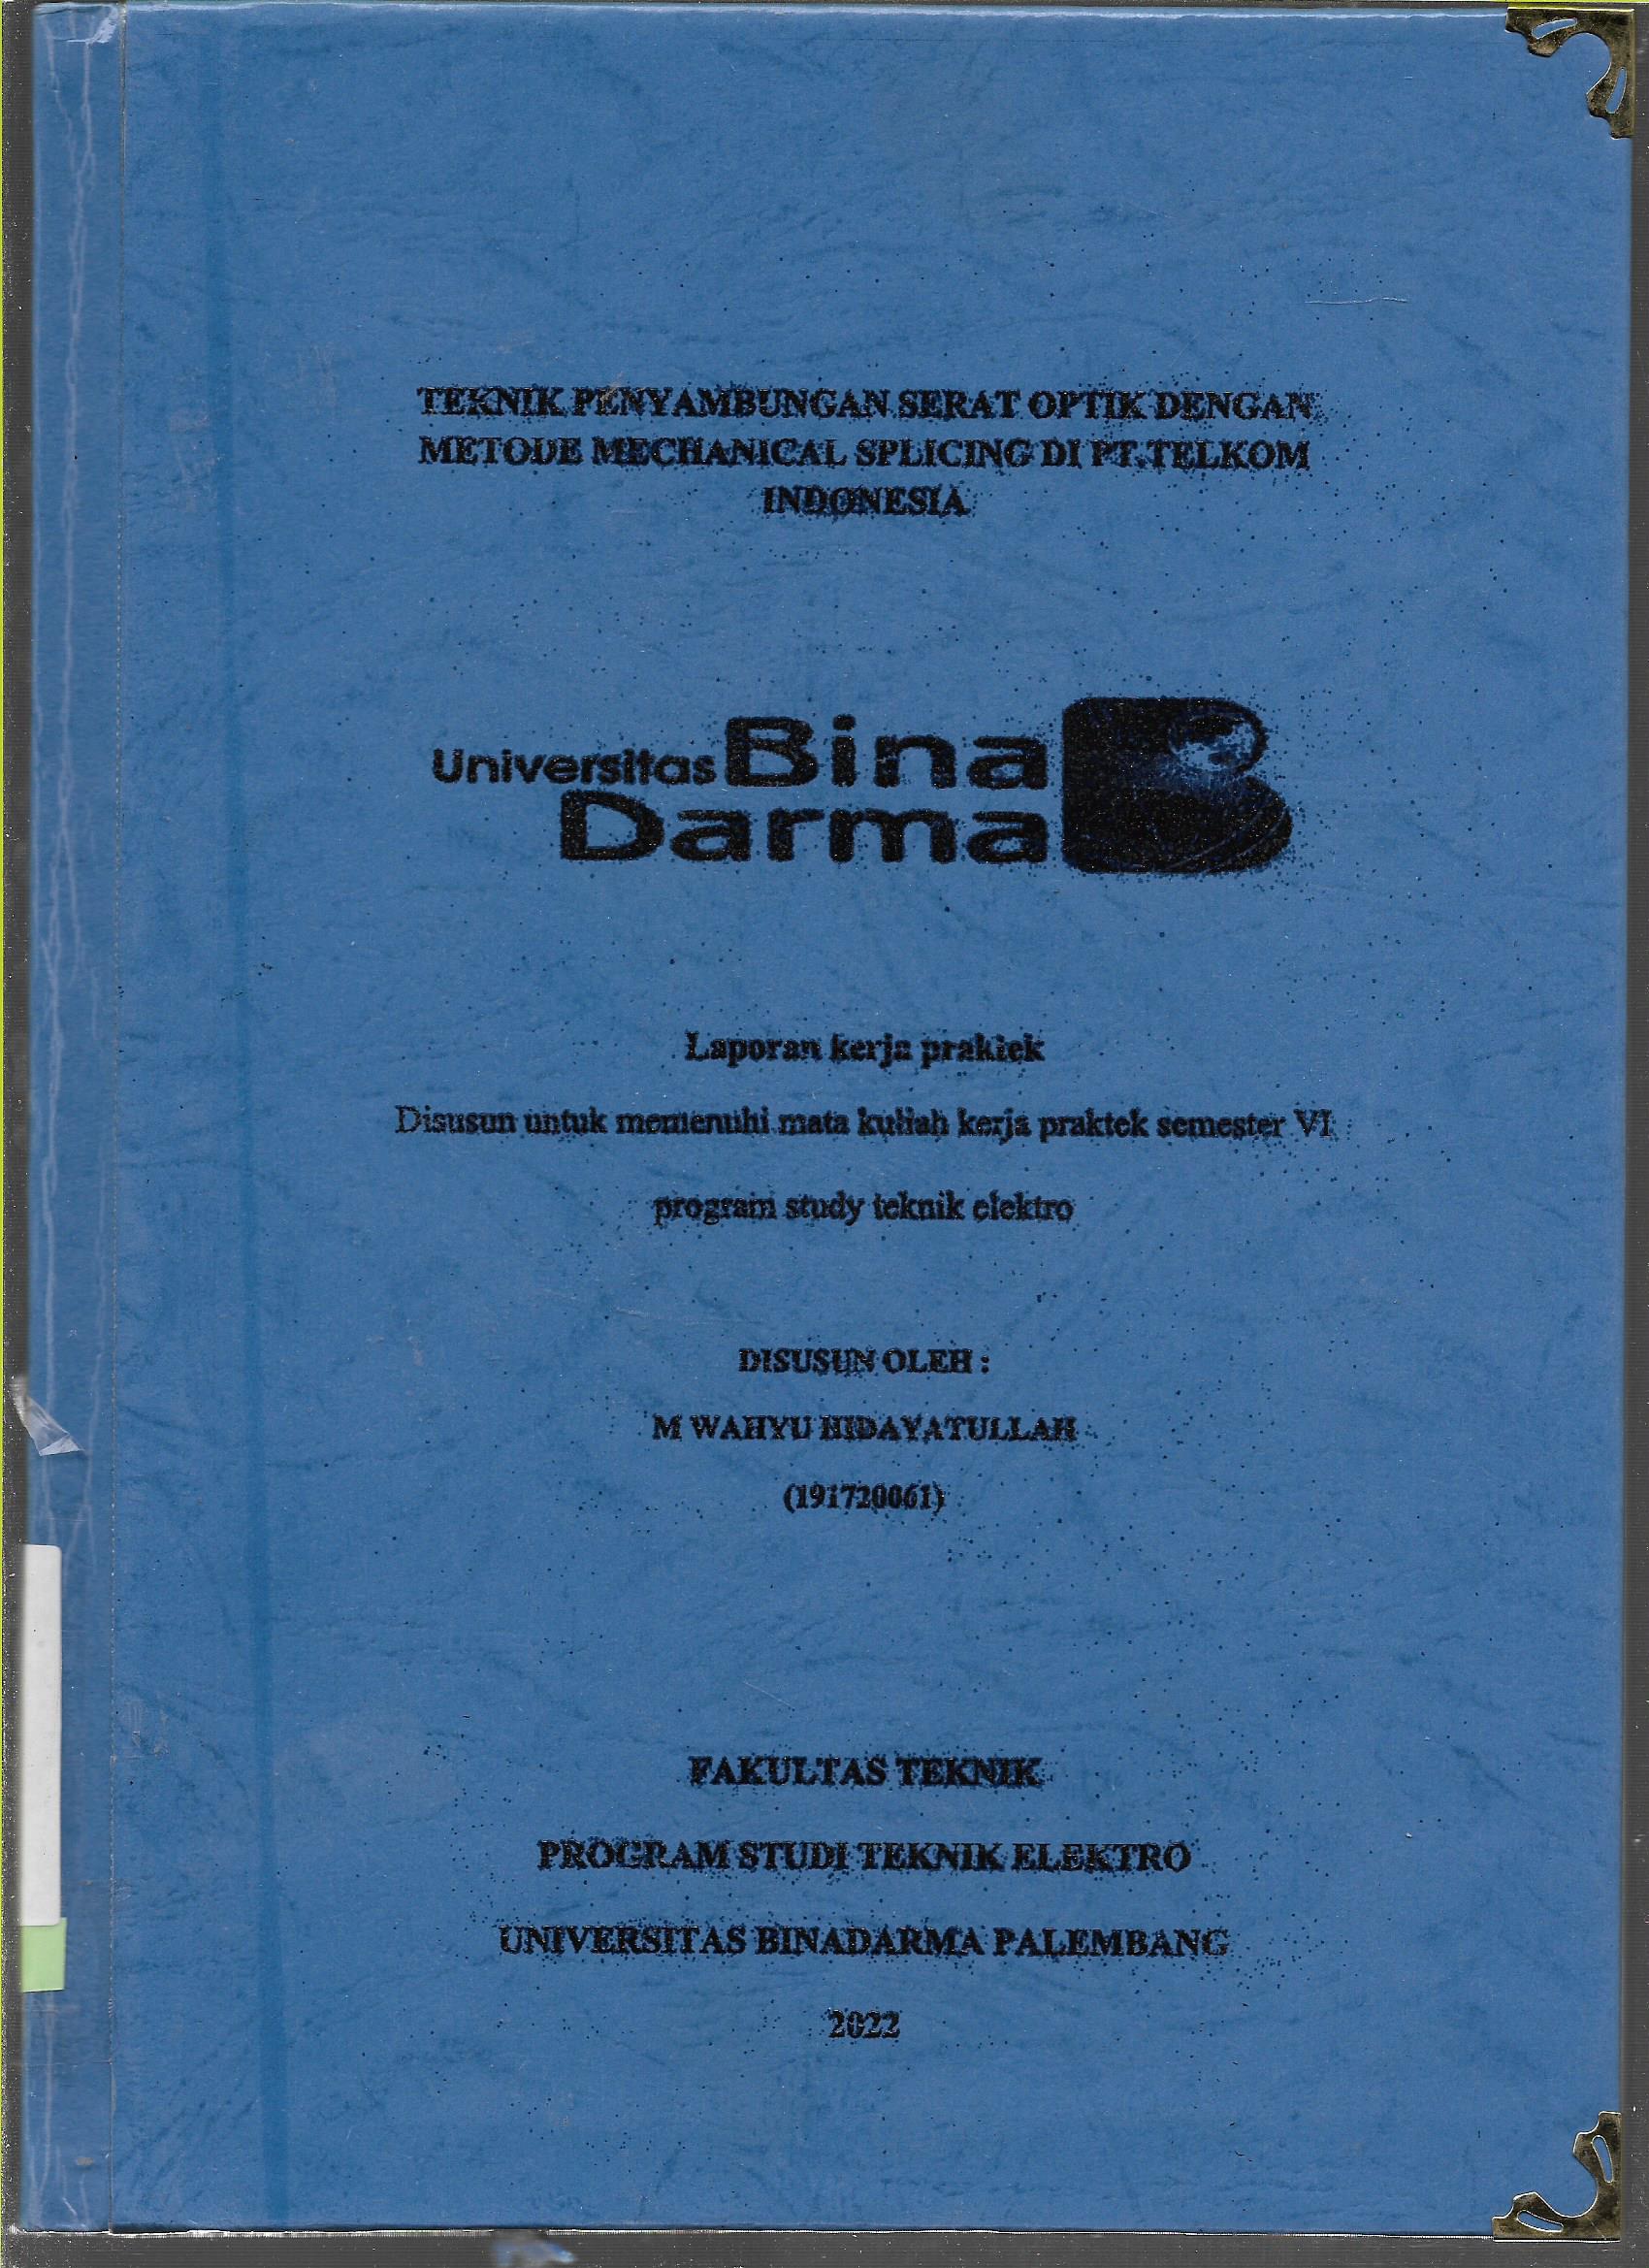 TEKNIK PENYAMBUNGAN SERAT OPTIK DENGAN
METODE MECHANICAL SPLICING DI PT.TELKOM
INDONESIA
Universitas Bina
Darma
Laporan kerja praktek
Disusun untuk memenuhi mata kuliah kerja praktek semester VI
program study teknik elektro
DISUSUN OLEH :
M WAHYU HIDAYATULLAH
(191720061)
FAKULTAS TEKNIK
PROGRAM STUDI TEKNIK ELEKTRO
UNIVERSITAS BINADARMA PALEMBANG
2022